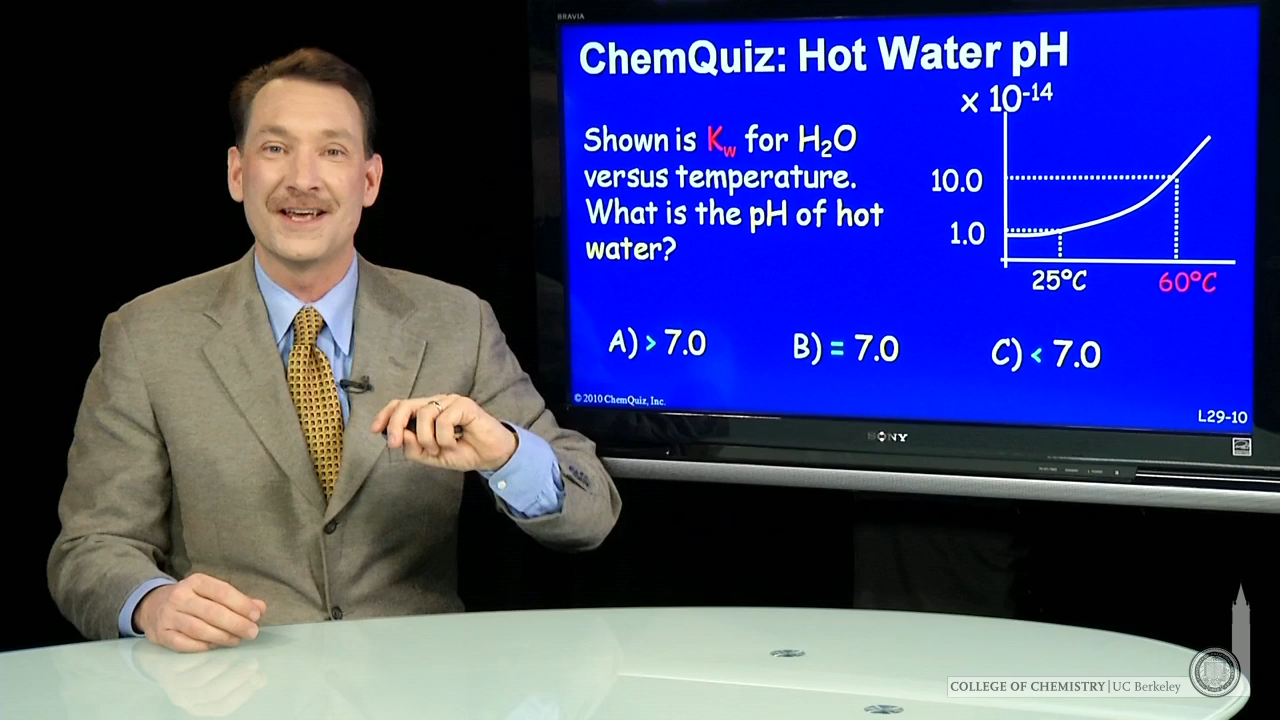 BRAVIA
ChemQuiz: Hot Water pH
x 10⁻¹⁴
Shown is Kw for H₂O
versus temperature.
What is the pH of hot
water?
10.0
1.0
25ºC
60ºC
A) > 7.0
B) = 7.0
C) < 7.0
© 2010 ChemQuiz, Inc.
L29-10
SONY
COLLEGE OF CHEMISTRY | UC Berkeley